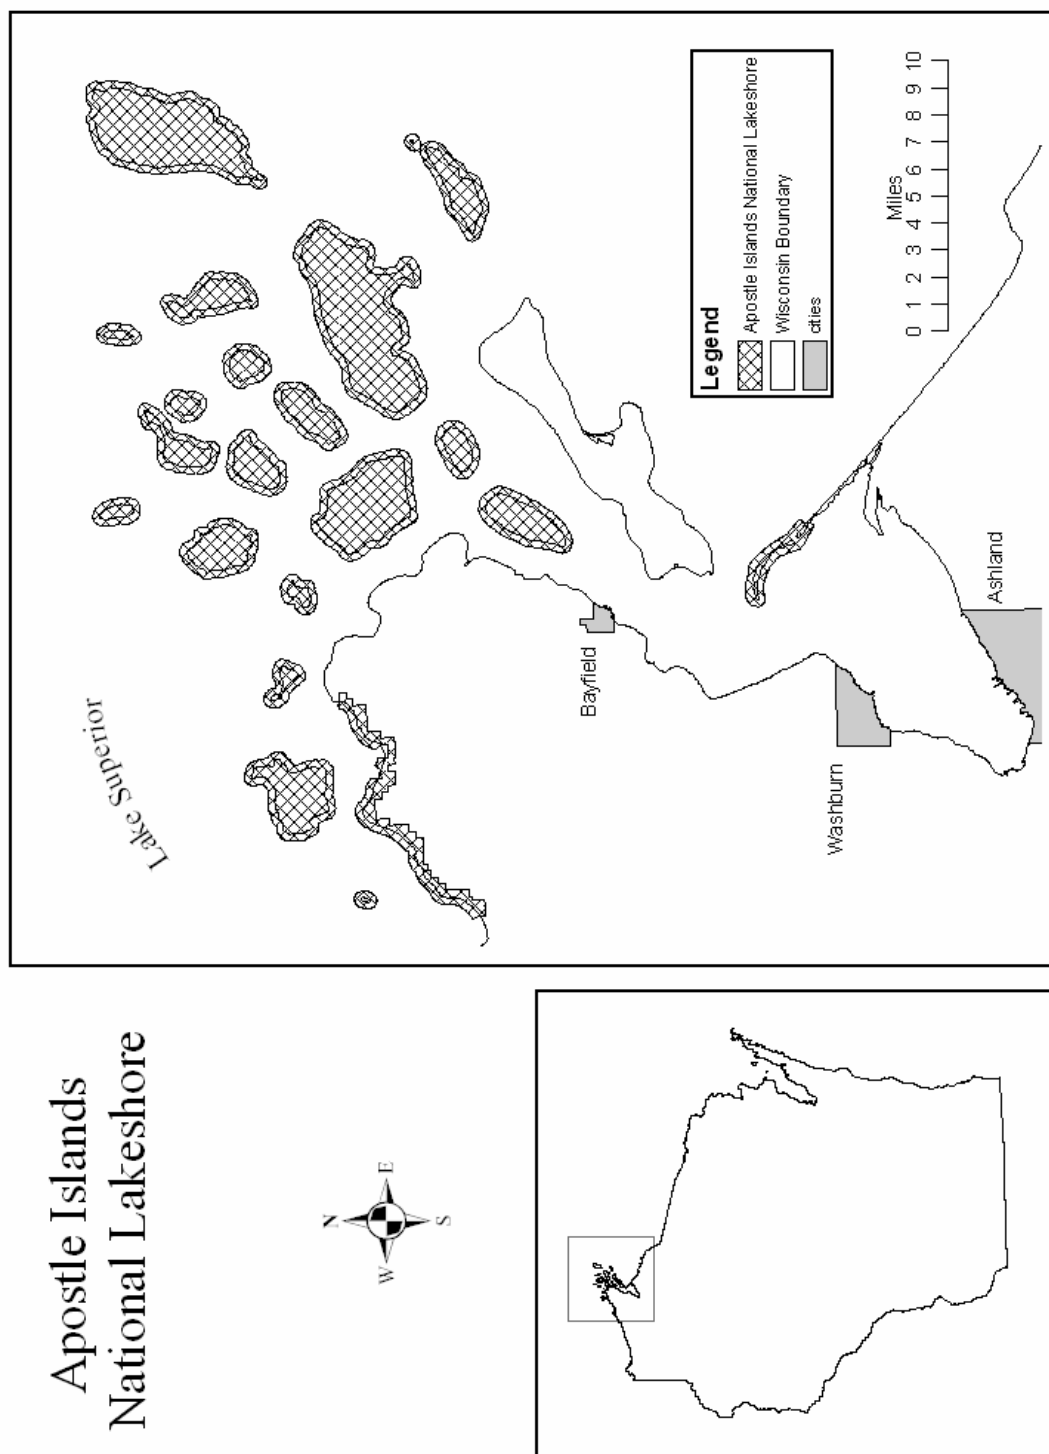 Apostle Islands
National Lakeshore
N
W
E
S
Lake Superior
Bayfield
Washburn
Ashland
Legend
Apostle Islands National Lakeshore
Wisconsin Boundary
cities
0 1 2 3 4 5 6 7 8 9 10
Miles